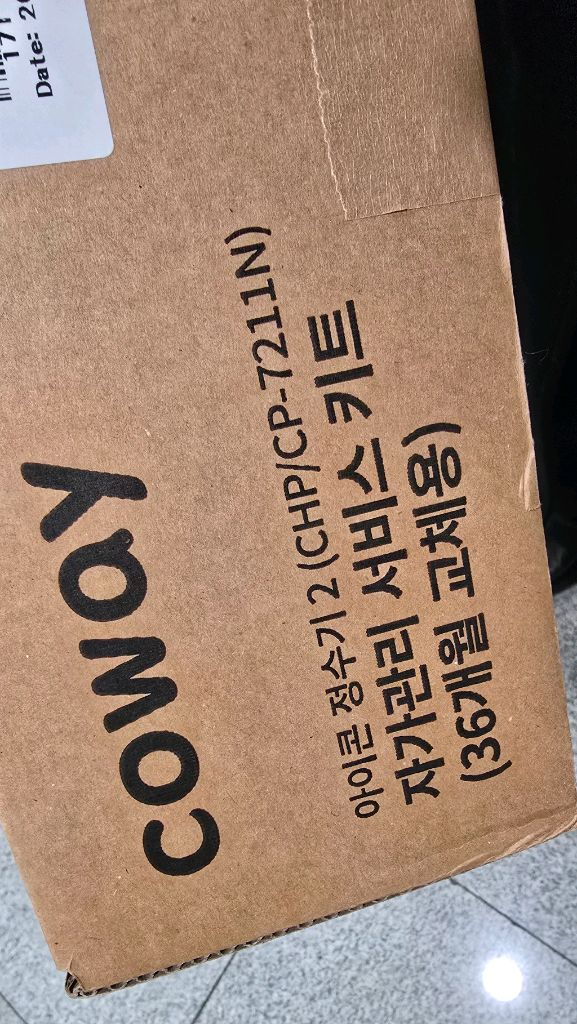 Date: 20
coway
아이콘 정수기 2 (CHP/CP-7211N)
자가관리 서비스 키트
(36개월 교체용)